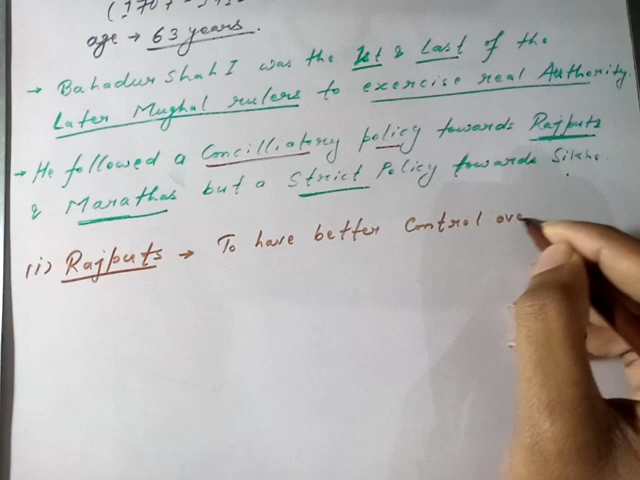 age → 63 years.
→ Bahadur Shah I was the 1st & Last of the
Later Mughal rulers to exercise real Authority.
→ He followed a Concilliatory policy towards Rajputs
& Marathas but a Strict Policy towards Sikhs.
(i) Rajputs → To have better Control ove